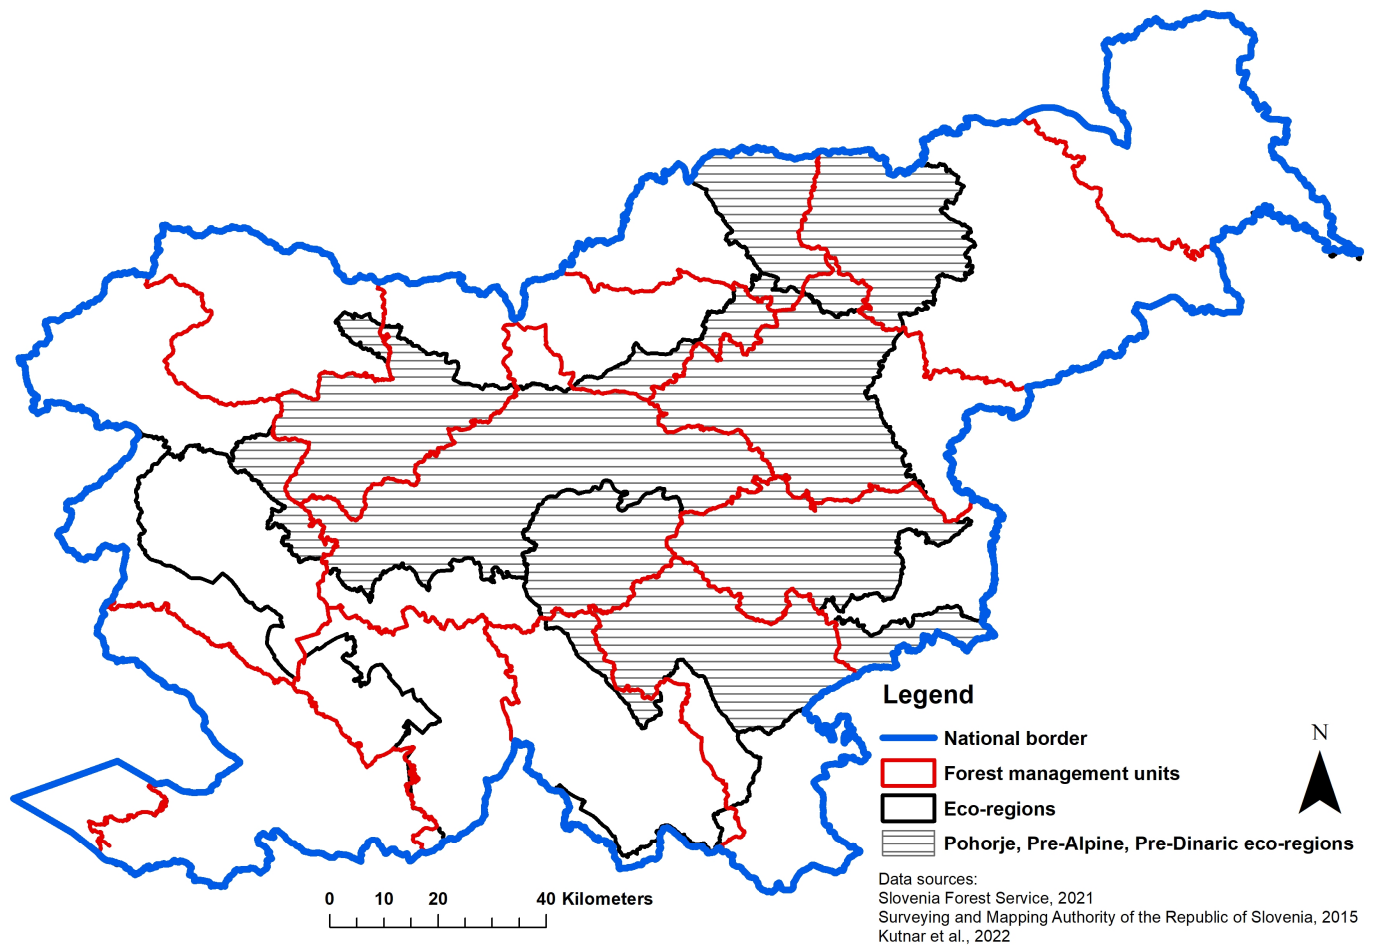 Legend
N
National border
Forest management units
Eco-regions
Pohorje, Pre-Alpine, Pre-Dinaric eco-regions
Data sources:
Slovenia Forest Service, 2021
Surveying and Mapping Authority of the Republic of Slovenia, 2015
Kutnar et al., 2022
0 10 20 40 Kilometers